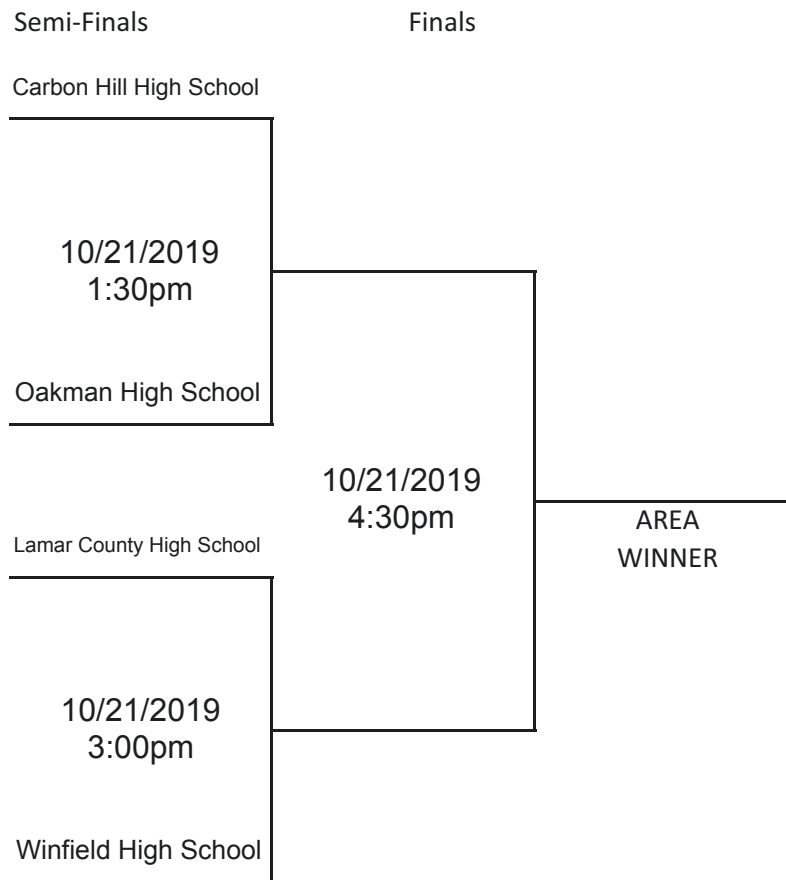 Semi-Finals
Finals
Carbon Hill High School
10/21/2019
1:30pm
Oakman High School
10/21/2019
4:30pm
AREA
WINNER
Lamar County High School
10/21/2019
3:00pm
Winfield High School